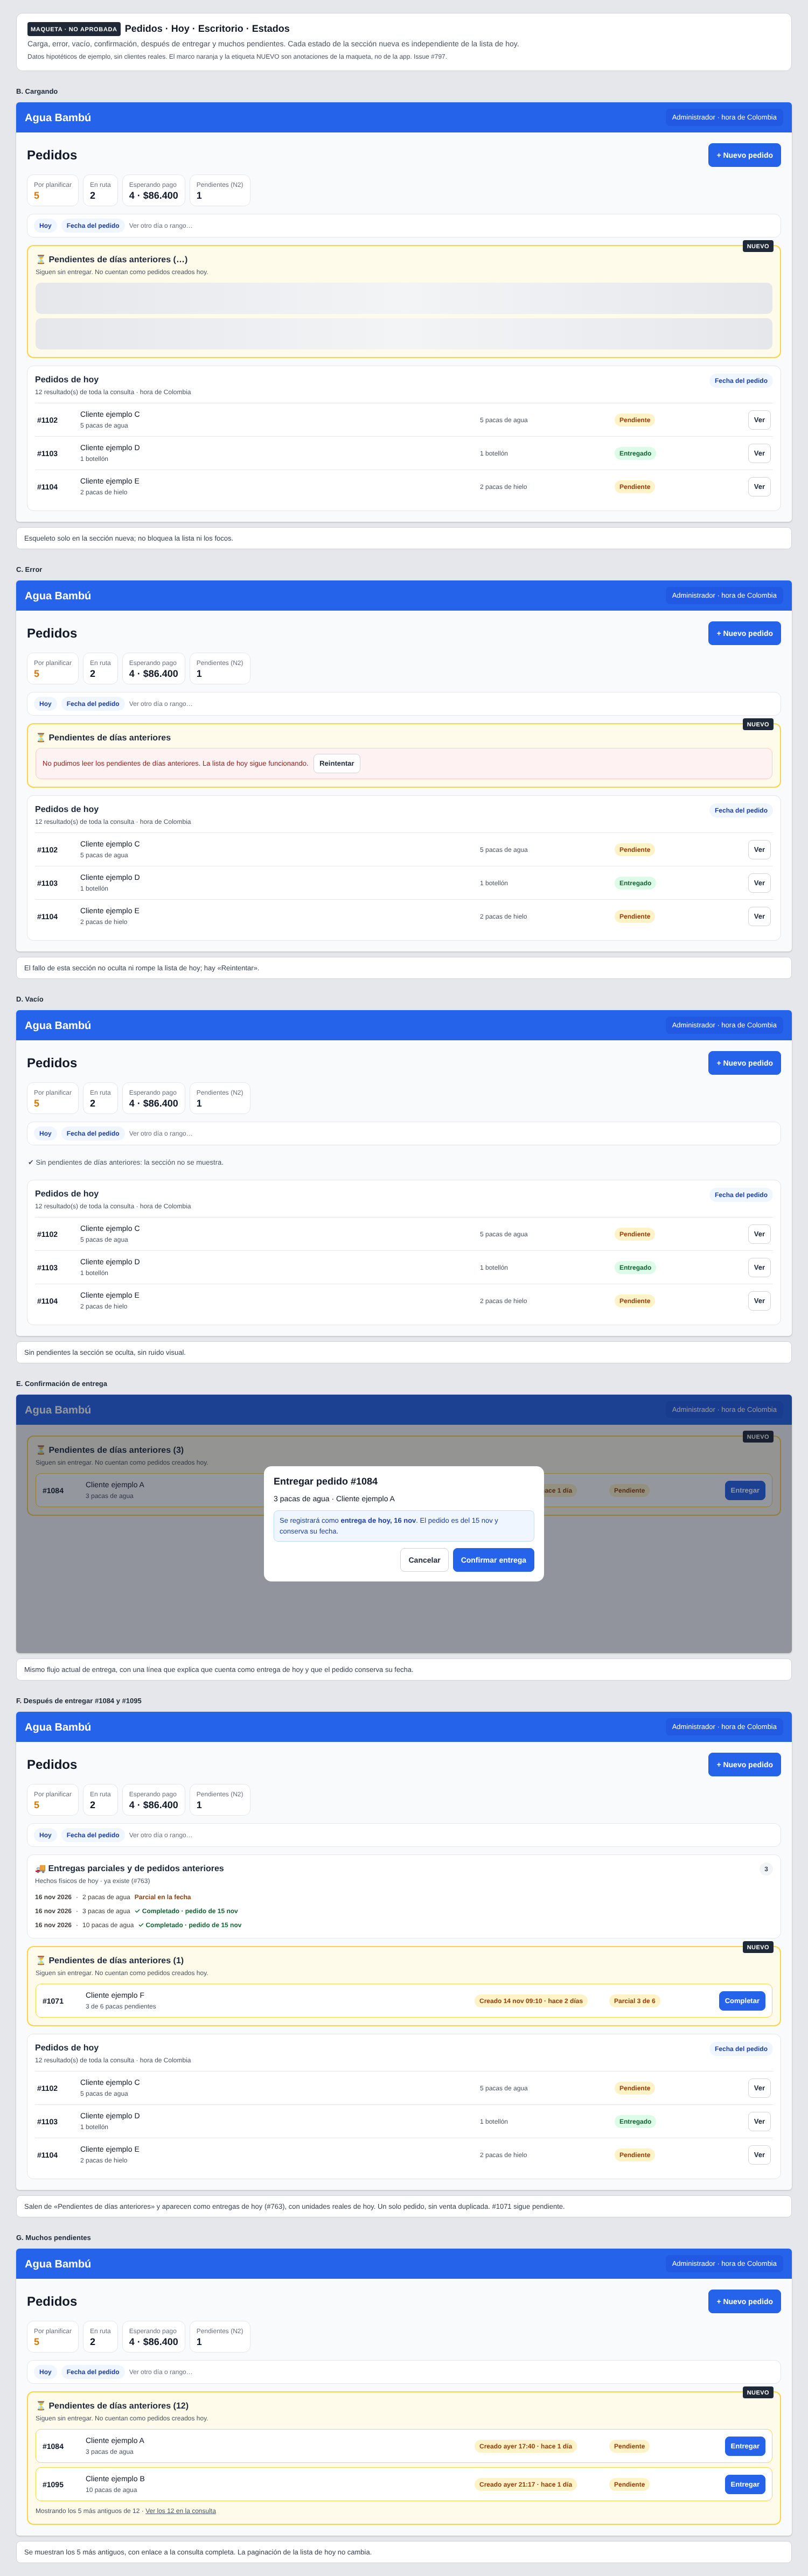 MAQUETA · NO APROBADA Pedidos · Hoy · Escritorio · Estados
Carga, error, vacío, confirmación, después de entregar y muchos pendientes. Cada estado de la sección nueva es independiente de la lista de hoy.
Datos hipotéticos de ejemplo, sin clientes reales. El marco naranja y la etiqueta NUEVO son anotaciones de la maqueta, no de la app. Issue #797.
B. Cargando
Agua Bambú Administrador · hora de Colombia
Pedidos + Nuevo pedido
Por planificar En ruta Esperando pago Pendientes (N2)
5 2 4 · $86.400 1
Hoy Fecha del pedido Ver otro día o rango…
NUEVO
⏳ Pendientes de días anteriores (…)
Siguen sin entregar. No cuentan como pedidos creados hoy.
Pedidos de hoy Fecha del pedido
12 resultado(s) de toda la consulta · hora de Colombia
#1102 Cliente ejemplo C 5 pacas de agua Pendiente Ver
5 pacas de agua
#1103 Cliente ejemplo D 1 botellón Entregado Ver
1 botellón
#1104 Cliente ejemplo E 2 pacas de hielo Pendiente Ver
2 pacas de hielo
Esqueleto solo en la sección nueva; no bloquea la lista ni los focos.
C. Error
Agua Bambú Administrador · hora de Colombia
Pedidos + Nuevo pedido
Por planificar En ruta Esperando pago Pendientes (N2)
5 2 4 · $86.400 1
Hoy Fecha del pedido Ver otro día o rango…
NUEVO
⏳ Pendientes de días anteriores
No pudimos leer los pendientes de días anteriores. La lista de hoy sigue funcionando. Reintentar
Pedidos de hoy Fecha del pedido
12 resultado(s) de toda la consulta · hora de Colombia
#1102 Cliente ejemplo C 5 pacas de agua Pendiente Ver
5 pacas de agua
#1103 Cliente ejemplo D 1 botellón Entregado Ver
1 botellón
#1104 Cliente ejemplo E 2 pacas de hielo Pendiente Ver
2 pacas de hielo
El fallo de esta sección no oculta ni rompe la lista de hoy; hay «Reintentar».
D. Vacío
Agua Bambú Administrador · hora de Colombia
Pedidos + Nuevo pedido
Por planificar En ruta Esperando pago Pendientes (N2)
5 2 4 · $86.400 1
Hoy Fecha del pedido Ver otro día o rango…
✔ Sin pendientes de días anteriores: la sección no se muestra.
Pedidos de hoy Fecha del pedido
12 resultado(s) de toda la consulta · hora de Colombia
#1102 Cliente ejemplo C 5 pacas de agua Pendiente Ver
5 pacas de agua
#1103 Cliente ejemplo D 1 botellón Entregado Ver
1 botellón
#1104 Cliente ejemplo E 2 pacas de hielo Pendiente Ver
2 pacas de hielo
Sin pendientes la sección se oculta, sin ruido visual.
E. Confirmación de entrega
Agua Bambú Administrador · hora de Colombia
NUEVO
⏳ Pendientes de días anteriores (3)
Siguen sin entregar. No cuentan como pedidos creados hoy.
#1084 Cliente ejemplo A hace 1 día Pendiente Entregar
3 pacas de agua
Entregar pedido #1084
3 pacas de agua · Cliente ejemplo A
Se registrará como entrega de hoy, 16 nov. El pedido es del 15 nov y
conserva su fecha.
Cancelar Confirmar entrega
Mismo flujo actual de entrega, con una línea que explica que cuenta como entrega de hoy y que el pedido conserva su fecha.
F. Después de entregar #1084 y #1095
Agua Bambú Administrador · hora de Colombia
Pedidos + Nuevo pedido
Por planificar En ruta Esperando pago Pendientes (N2)
5 2 4 · $86.400 1
Hoy Fecha del pedido Ver otro día o rango…
🚚 Entregas parciales y de pedidos anteriores 3
Hechos físicos de hoy · ya existe (#763)
16 nov 2026 · 2 pacas de agua Parcial en la fecha
16 nov 2026 · 3 pacas de agua ✓ Completado · pedido de 15 nov
16 nov 2026 · 10 pacas de agua ✓ Completado · pedido de 15 nov
NUEVO
⏳ Pendientes de días anteriores (1)
Siguen sin entregar. No cuentan como pedidos creados hoy.
#1071 Cliente ejemplo F Creado 14 nov 09:10 · hace 2 días Parcial 3 de 6 Completar
3 de 6 pacas pendientes
Pedidos de hoy Fecha del pedido
12 resultado(s) de toda la consulta · hora de Colombia
#1102 Cliente ejemplo C 5 pacas de agua Pendiente Ver
5 pacas de agua
#1103 Cliente ejemplo D 1 botellón Entregado Ver
1 botellón
#1104 Cliente ejemplo E 2 pacas de hielo Pendiente Ver
2 pacas de hielo
Salen de «Pendientes de días anteriores» y aparecen como entregas de hoy (#763), con unidades reales de hoy. Un solo pedido, sin venta duplicada. #1071 sigue pendiente.
G. Muchos pendientes
Agua Bambú Administrador · hora de Colombia
Pedidos + Nuevo pedido
Por planificar En ruta Esperando pago Pendientes (N2)
5 2 4 · $86.400 1
Hoy Fecha del pedido Ver otro día o rango…
NUEVO
⏳ Pendientes de días anteriores (12)
Siguen sin entregar. No cuentan como pedidos creados hoy.
#1084 Cliente ejemplo A Creado ayer 17:40 · hace 1 día Pendiente Entregar
3 pacas de agua
#1095 Cliente ejemplo B Creado ayer 21:17 · hace 1 día Pendiente Entregar
10 pacas de agua
Mostrando los 5 más antiguos de 12 · Ver los 12 en la consulta
Se muestran los 5 más antiguos, con enlace a la consulta completa. La paginación de la lista de hoy no cambia.